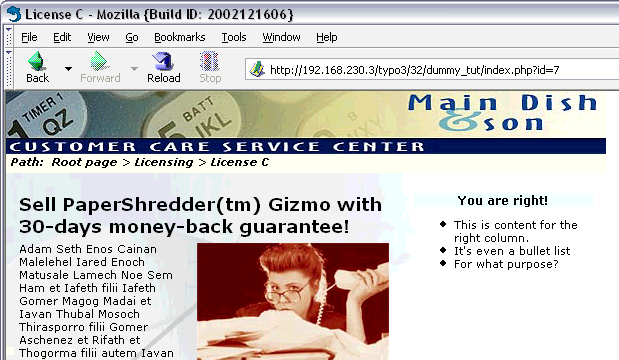 License C - Mozilla {Build ID: 2002121606}
File Edit View Go Bookmarks Tools Window Help
Back Forward Reload Stop
http://192.168.230.3/typo3/32/dummy_tut/index.php?id=7
1 TIMER 1 QZ BATT 5 JKL WXY
Main Dish
& son
CUSTOMER CARE SERVICE CENTER
Path: Root page > Licensing > License C
Sell PaperShredder(tm) Gizmo with
30-days money-back guarantee!
Adam Seth Enos Cainan
Malelehel Iared Enoch
Matusale Lamech Noe Sem
Ham et Iafeth filii Iafeth
Gomer Magog Madai et
Iavan Thubal Mosoch
Thirasporro filii Gomer
Aschenez et Rifath et
Thogorma filii autem Iavan
You are right!
This is content for the
right column.
It's even a bullet list
For what purpose?